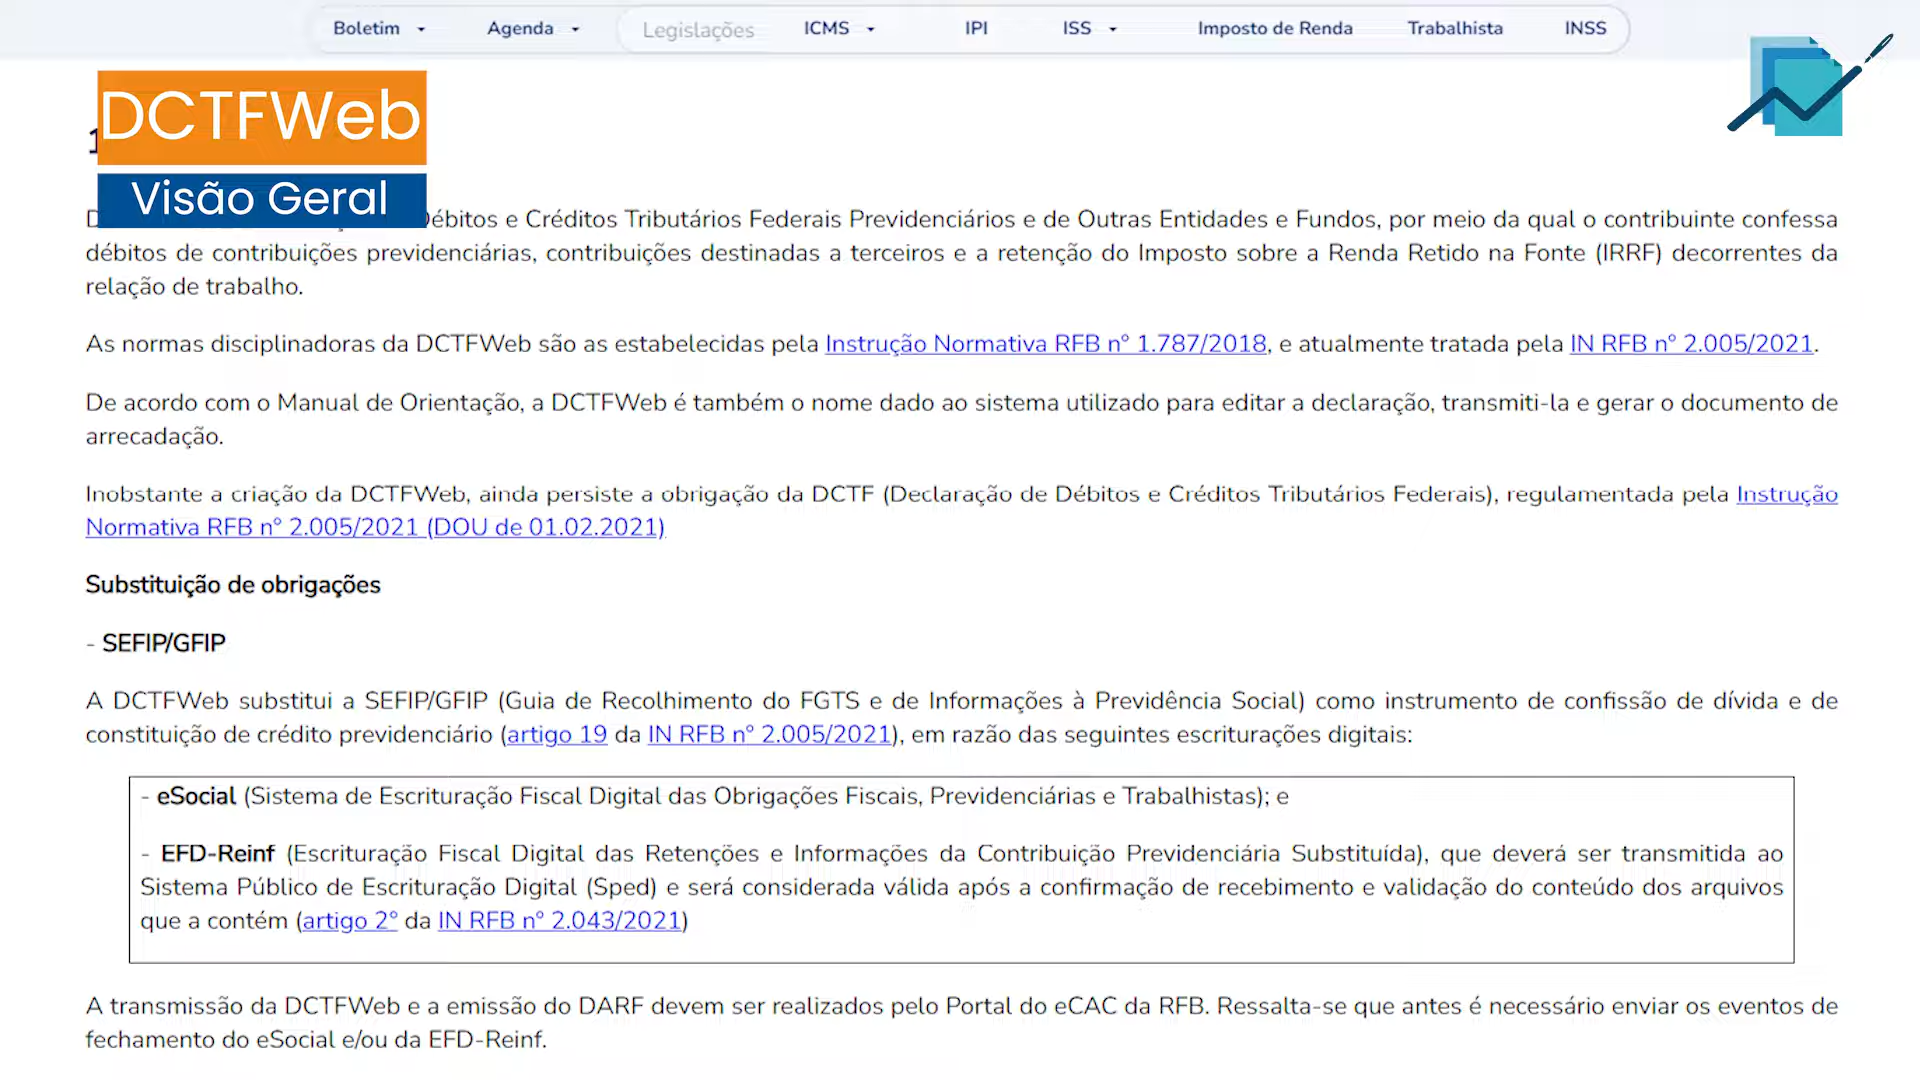 Boletim Agenda Legislações ICMS IPI ISS Imposto de Renda Trabalhista INSS
DCTFWeb
Visão Geral
Débitos e Créditos Tributários Federais Previdenciários e de Outras Entidades e Fundos, por meio da qual o contribuinte confessa
débitos de contribuições previdenciárias, contribuições destinadas a terceiros e a retenção do Imposto sobre a Renda Retido na Fonte (IRRF) decorrentes da
relação de trabalho.
As normas disciplinadoras da DCTFWeb são as estabelecidas pela Instrução Normativa RFB nº 1.787/2018, e atualmente tratada pela IN RFB nº 2.005/2021.
De acordo com o Manual de Orientação, a DCTFWeb é também o nome dado ao sistema utilizado para editar a declaração, transmiti-la e gerar o documento de
arrecadação.
Inobstante a criação da DCTFWeb, ainda persiste a obrigação da DCTF (Declaração de Débitos e Créditos Tributários Federais), regulamentada pela Instrução
Normativa RFB nº 2.005/2021 (DOU de 01.02.2021)
Substituição de obrigações
- SEFIP/GFIP
A DCTFWeb substitui a SEFIP/GFIP (Guia de Recolhimento do FGTS e de Informações à Previdência Social) como instrumento de confissão de dívida e de
constituição de crédito previdenciário (artigo 19 da IN RFB nº 2.005/2021), em razão das seguintes escriturações digitais:
- eSocial (Sistema de Escrituração Fiscal Digital das Obrigações Fiscais, Previdenciárias e Trabalhistas); e
- EFD-Reinf (Escrituração Fiscal Digital das Retenções e Informações da Contribuição Previdenciária Substituída), que deverá ser transmitida ao
Sistema Público de Escrituração Digital (Sped) e será considerada válida após a confirmação de recebimento e validação do conteúdo dos arquivos
que a contém (artigo 2° da IN RFB nº 2.043/2021)
A transmissão da DCTFWeb e a emissão do DARF devem ser realizados pelo Portal do eCAC da RFB. Ressalta-se que antes é necessário enviar os eventos de
fechamento do eSocial e/ou da EFD-Reinf.